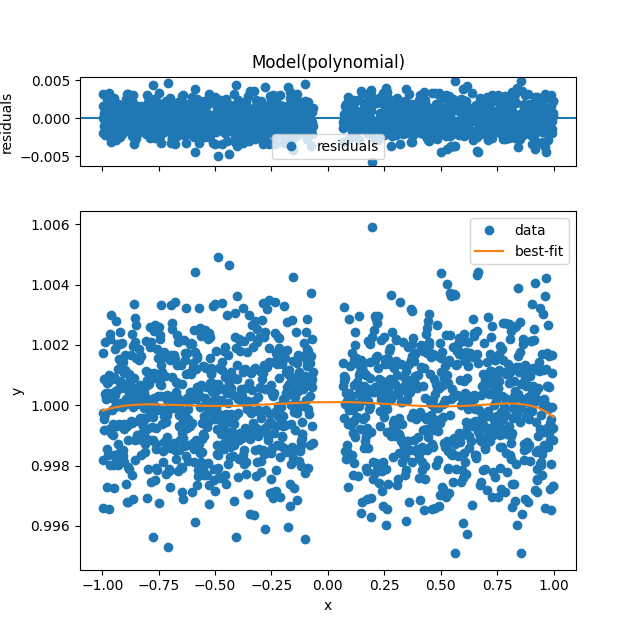 Model(polynomial)
0.005
0.000
−0.005
residuals
residuals
1.006
1.004
1.002
1.000
0.998
0.996
y
data
best-fit
−1.00 −0.75 −0.50 −0.25 0.00 0.25 0.50 0.75 1.00
x